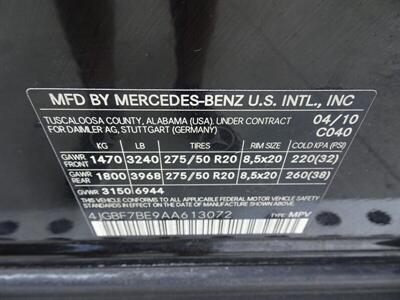 MFD BY MERCEDES-BENZ U.S. INTL., INC
TUSCALOOSA COUNTY, ALABAMA (USA). UNDER CONTRACT 04/10
FOR DAIMLER AG, STUTTGART (GERMANY) C040
KG LB TIRES RIM SIZE COLD KPA (PSI)
GAWR FRONT 1470 3240 275/50 R20 8,5x20 220(32)
GAWR REAR 1800 3968 275/50 R20 8,5x20 260(38)
GVWR 3150 6944
THIS VEHICLE CONFORMS TO ALL APPLICABLE FEDERAL MOTOR VEHICLE SAFETY
STANDARDS IN EFFECT ON THE DATE OF MANUFACTURE SHOWN ABOVE.
4JGBF7BE9AA613072 TYPE: MPV